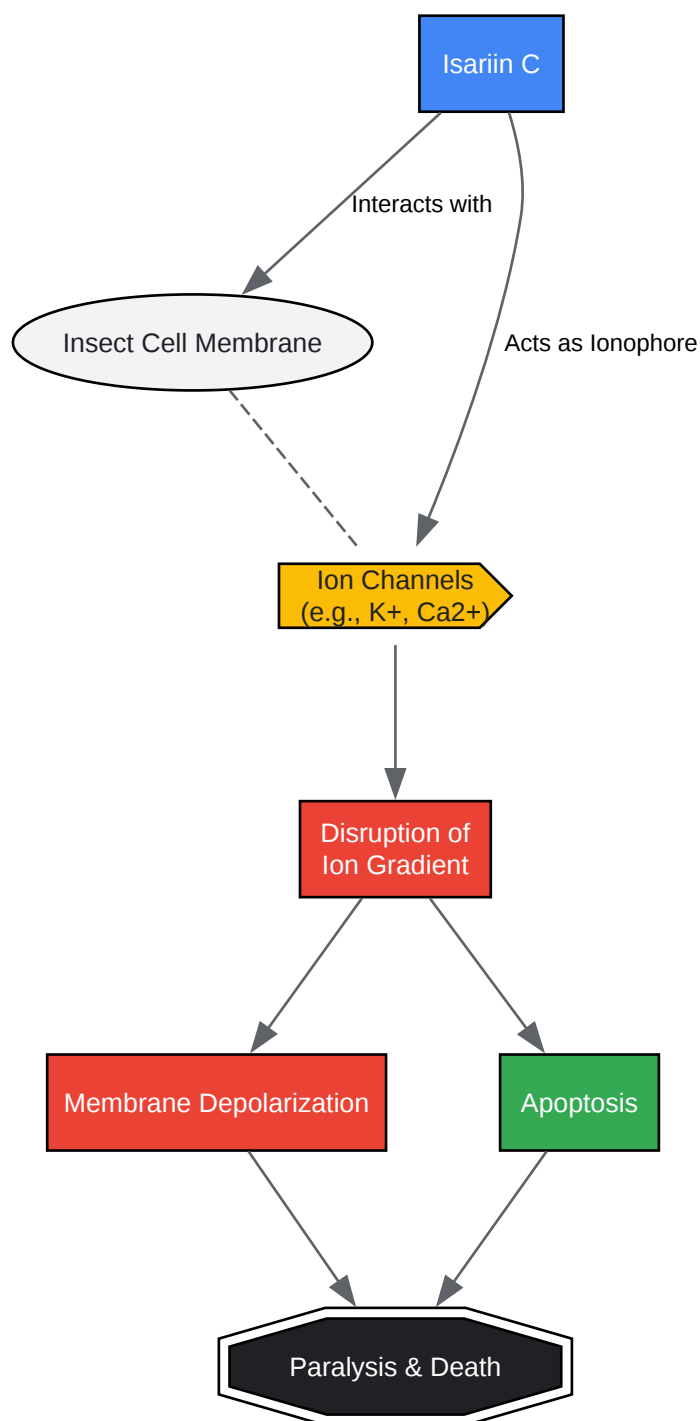 Isariin C
Interacts with
Insect Cell Membrane
Acts as Ionophore
Ion Channels
(e.g., K+, Ca2+)
Disruption of
Ion Gradient
Membrane Depolarization
Apoptosis
Paralysis & Death